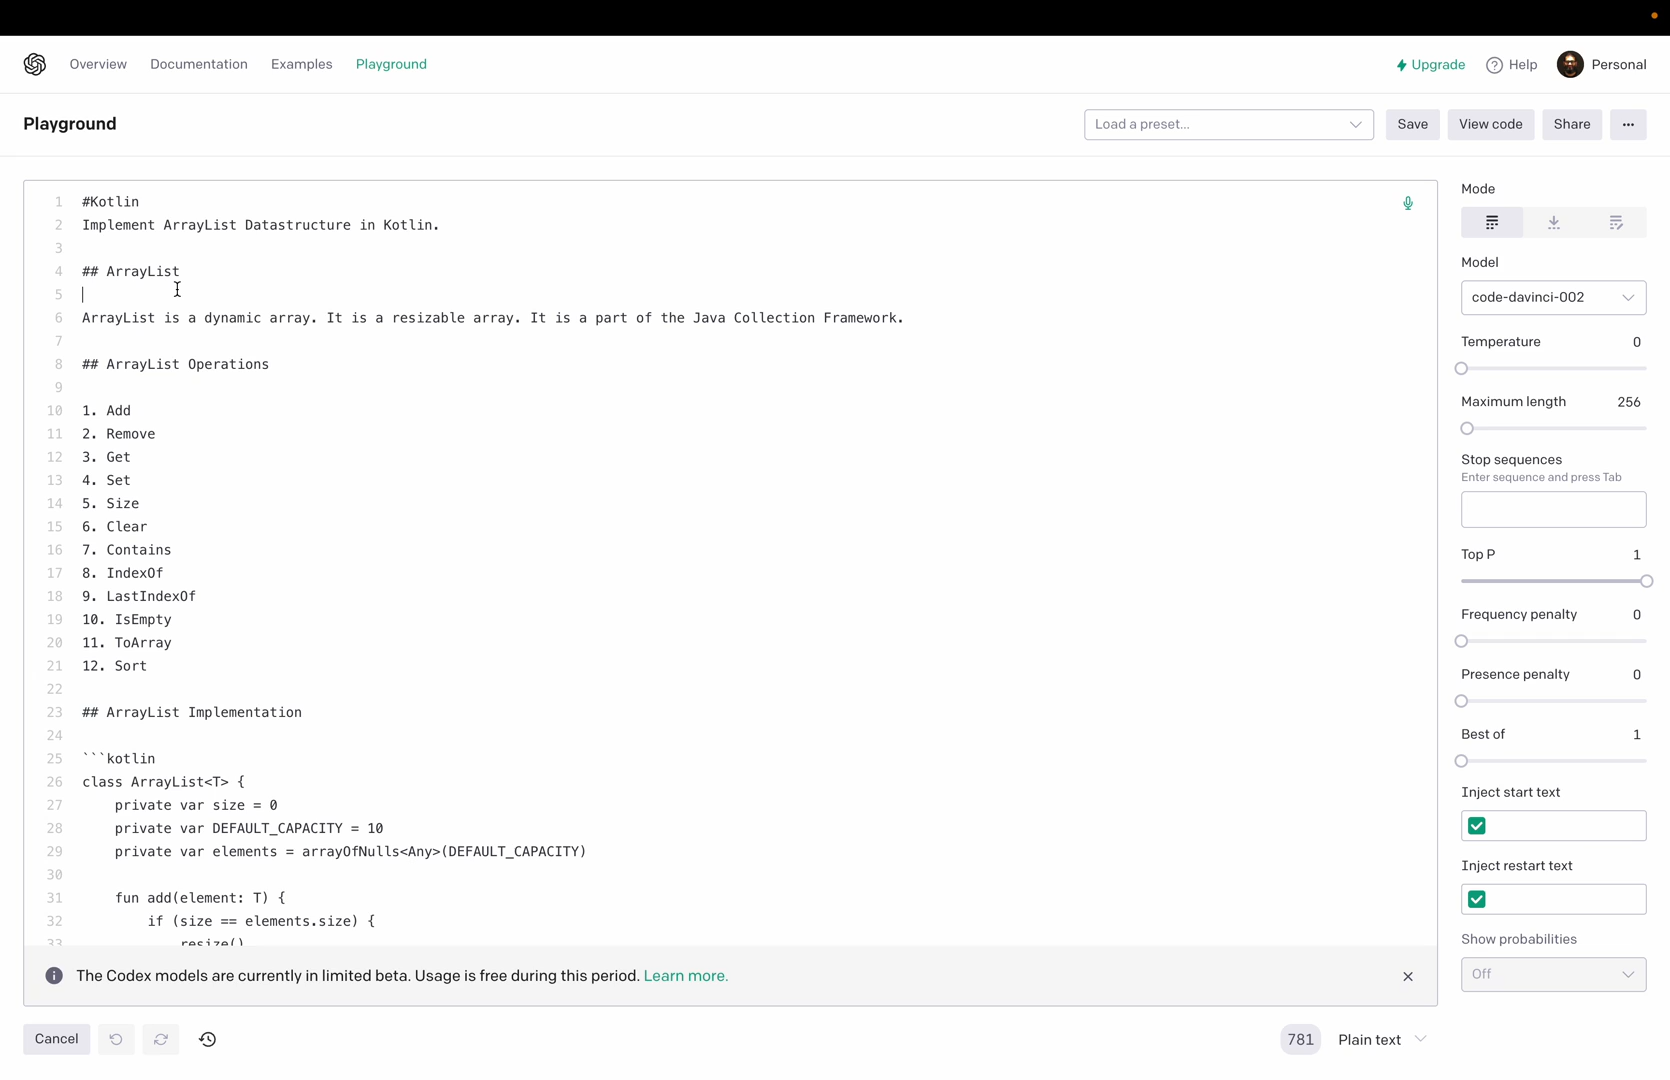 Overview Documentation Examples Playground Upgrade Help Personal
Playground Load a preset... Save View code Share ...
1 #Kotlin
2 Implement ArrayList Datastructure in Kotlin.
3
4 ## ArrayList
5
6 ArrayList is a dynamic array. It is a resizable array. It is a part of the Java Collection Framework.
7
8 ## ArrayList Operations
9
10 1. Add
11 2. Remove
12 3. Get
13 4. Set
14 5. Size
15 6. Clear
16 7. Contains
17 8. IndexOf
18 9. LastIndexOf
19 10. IsEmpty
20 11. ToArray
21 12. Sort
22
23 ## ArrayList Implementation
24
25 ```kotlin
26 class ArrayList<T> {
27     private var size = 0
28     private var DEFAULT_CAPACITY = 10
29     private var elements = arrayOfNulls<Any>(DEFAULT_CAPACITY)
30
31     fun add(element: T) {
32         if (size == elements.size) {
33             resize()
The Codex models are currently in limited beta. Usage is free during this period. Learn more.
Cancel 781 Plain text
Mode
Model
code-davinci-002
Temperature 0
Maximum length 256
Stop sequences
Enter sequence and press Tab
Top P 1
Frequency penalty 0
Presence penalty 0
Best of 1
Inject start text
Inject restart text
Show probabilities
Off